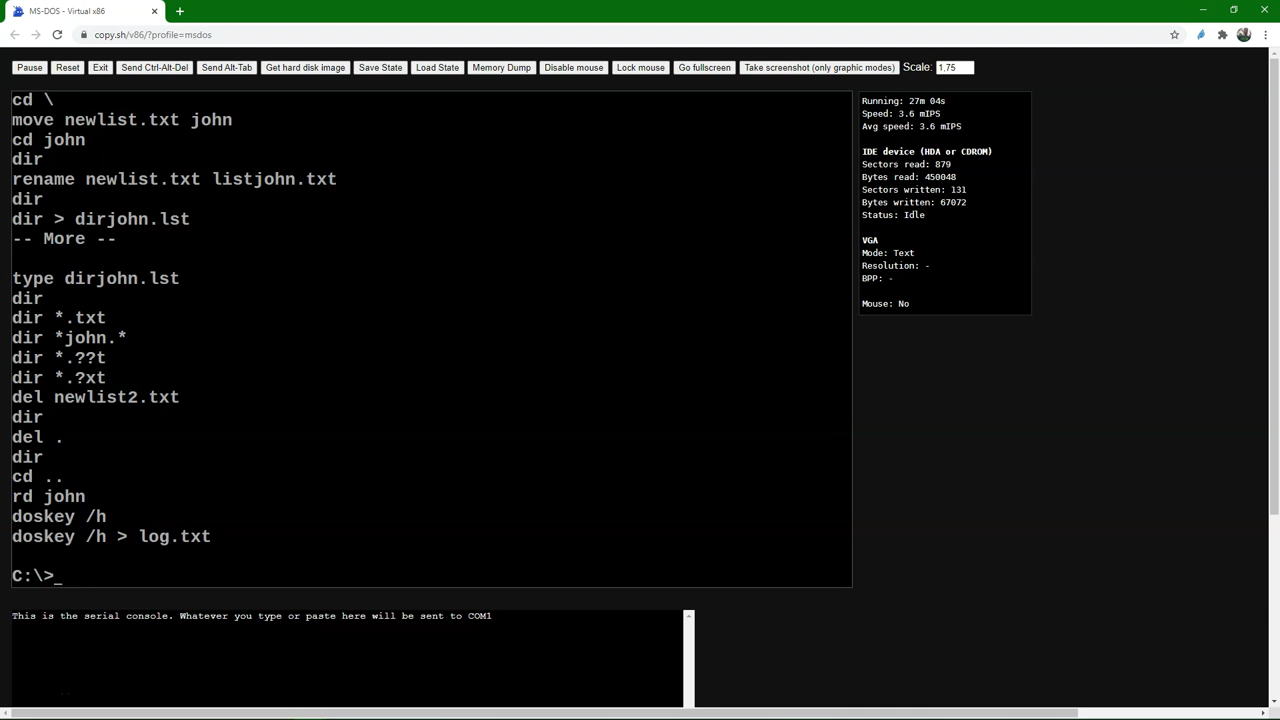 MS-DOS - Virtual x86
copy.sh/v86/?profile=msdos
Pause Reset Exit Send Ctrl-Alt-Del Send Alt-Tab Get hard disk image Save State Load State Memory Dump Disable mouse Lock mouse Go fullscreen Take screenshot (only graphic modes) Scale: 1,75
cd \
move newlist.txt john
cd john
dir
rename newlist.txt listjohn.txt
dir
dir > dirjohn.lst
-- More --
type dirjohn.lst
dir
dir *.txt
dir *john.*
dir *.??t
dir *.?xt
del newlist2.txt
dir
del .
dir
cd ..
rd john
doskey /h
doskey /h > log.txt
C:\>_
Running: 27m 04s
Speed: 3.6 mIPS
Avg speed: 3.6 mIPS
IDE device (HDA or CDROM)
Sectors read: 879
Bytes read: 450048
Sectors written: 131
Bytes written: 67072
Status: Idle
VGA
Mode: Text
Resolution: -
BPP: -
Mouse: No
This is the serial console. Whatever you type or paste here will be sent to COM1